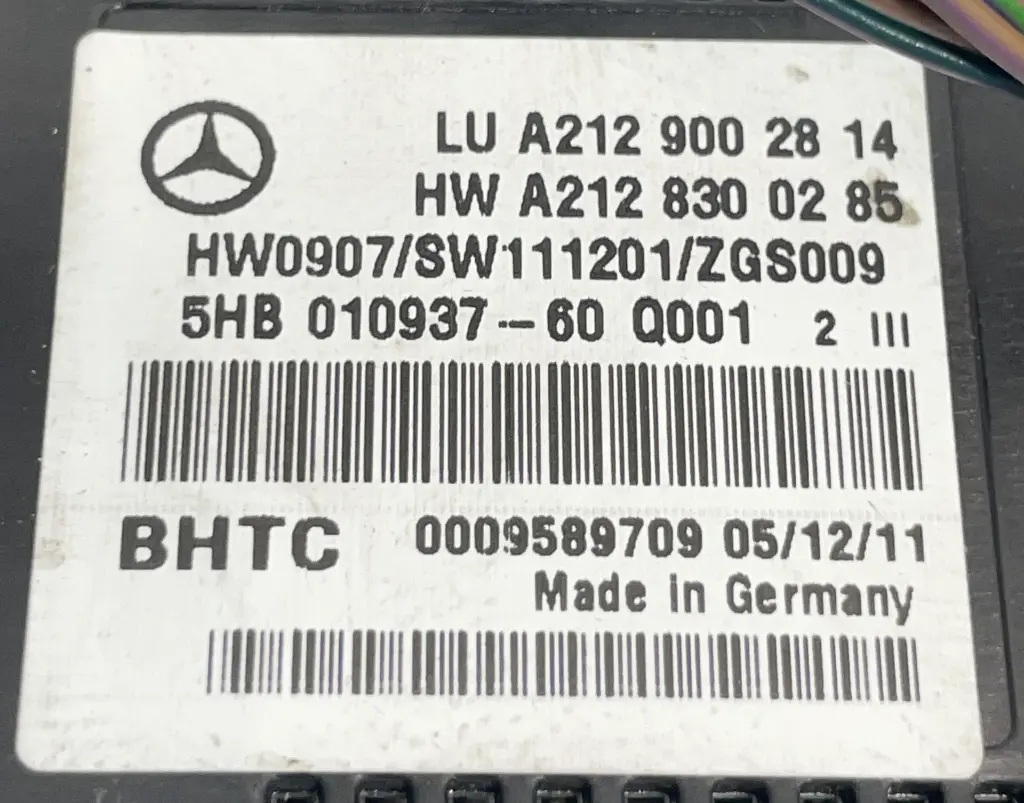 LU A212 900 28 14
HW A212 830 02 85
HW0907/SW111201/ZGS009
5HB 010937--60 Q001 2 III
BHTC 0009589709 05/12/11
Made in Germany